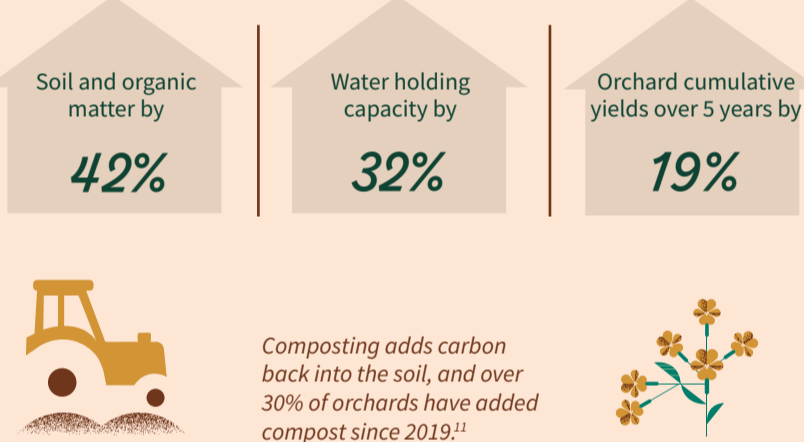 Soil and organic
matter by
42%
Water holding
capacity by
32%
Orchard cumulative
yields over 5 years by
19%
Composting adds carbon
back into the soil, and over
30% of orchards have added
compost since 2019.11